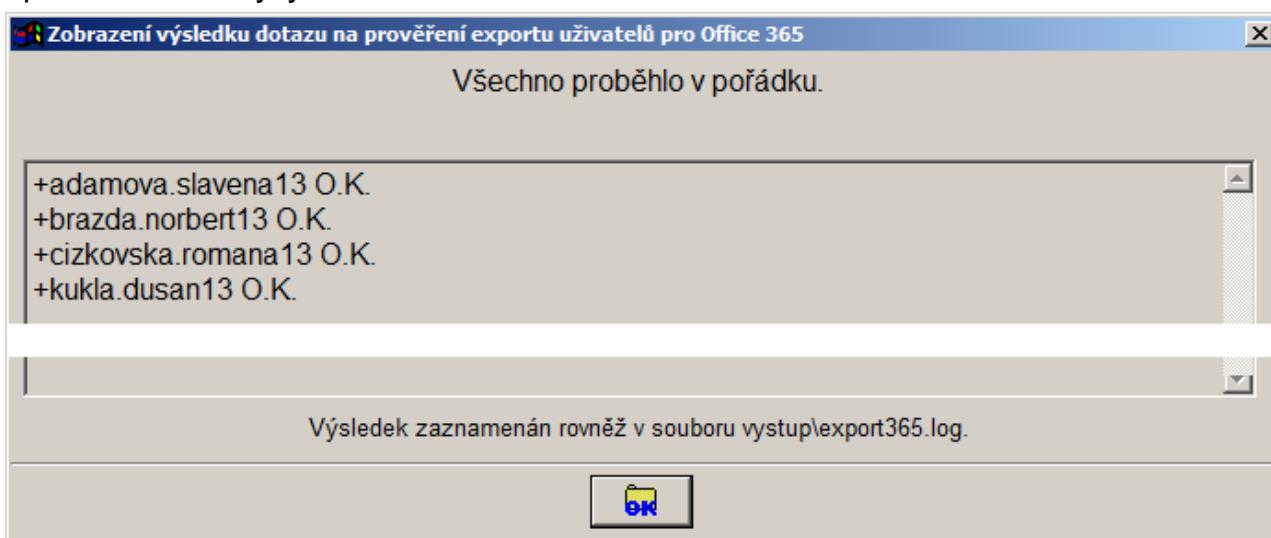 Zobrazení výsledku dotazu na prověření exportu uživatelů pro Office 365
Všechno proběhlo v pořádku.
+adamova.slavena13 O.K.
+brazda.norbert13 O.K.
+cizkovska.romana13 O.K.
+kukla.dusan13 O.K.
Výsledek zaznamenán rovněž v souboru vystup\export365.log.
OK